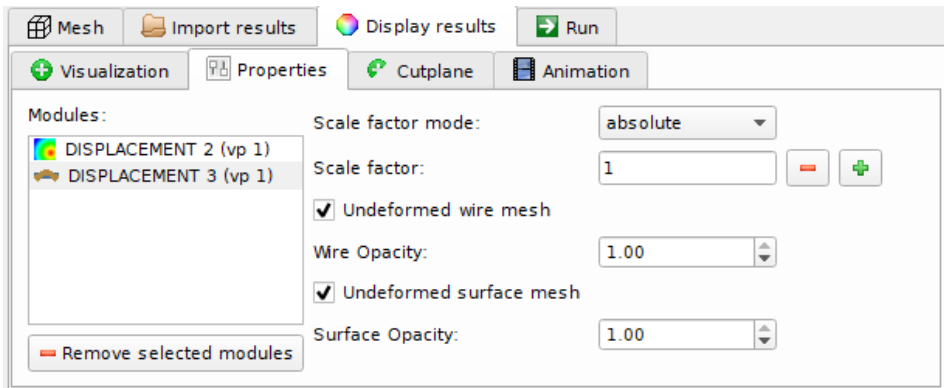 Mesh Import results Display results Run
Visualization Properties Cutplane Animation
Modules:
DISPLACEMENT 2 (vp 1)
DISPLACEMENT 3 (vp 1)
Remove selected modules
Scale factor mode: absolute
Scale factor: 1
Undeformed wire mesh
Wire Opacity: 1.00
Undeformed surface mesh
Surface Opacity: 1.00